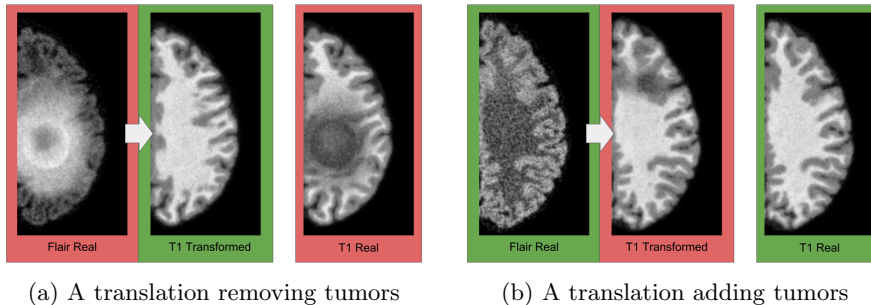 Flair Real
T1 Transformed
T1 Real
Flair Real
T1 Transformed
T1 Real
(a) A translation removing tumors
(b) A translation adding tumors